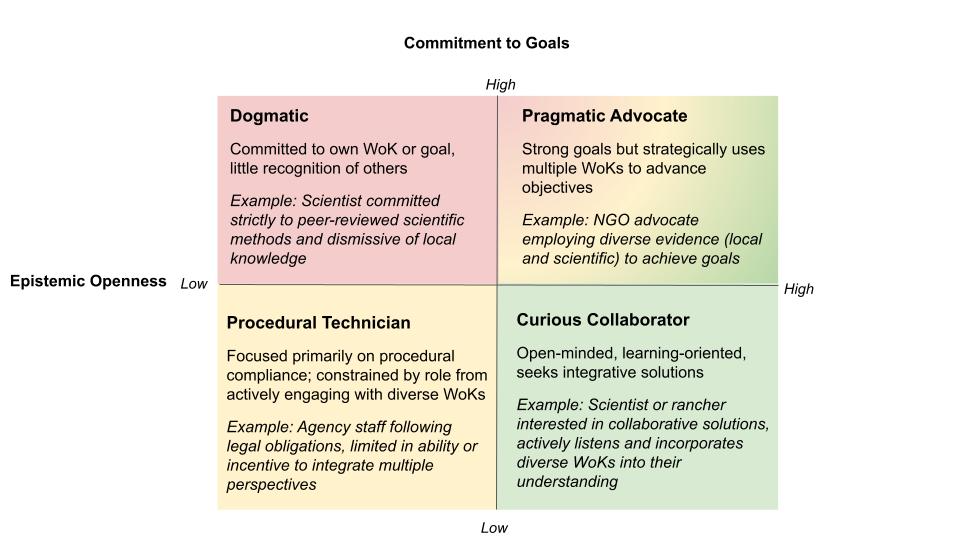 Commitment to Goals
High
Dogmatic
Committed to own WoK or goal,
little recognition of others
Example: Scientist committed
strictly to peer-reviewed scientific
methods and dismissive of local
knowledge
Pragmatic Advocate
Strong goals but strategically uses
multiple WoKs to advance
objectives
Example: NGO advocate
employing diverse evidence (local
and scientific) to achieve goals
Epistemic Openness
Low
High
Procedural Technician
Focused primarily on procedural
compliance; constrained by role from
actively engaging with diverse WoKs
Example: Agency staff following
legal obligations, limited in ability or
incentive to integrate multiple
perspectives
Curious Collaborator
Open-minded, learning-oriented,
seeks integrative solutions
Example: Scientist or rancher
interested in collaborative solutions,
actively listens and incorporates
diverse WoKs into their
understanding
Low